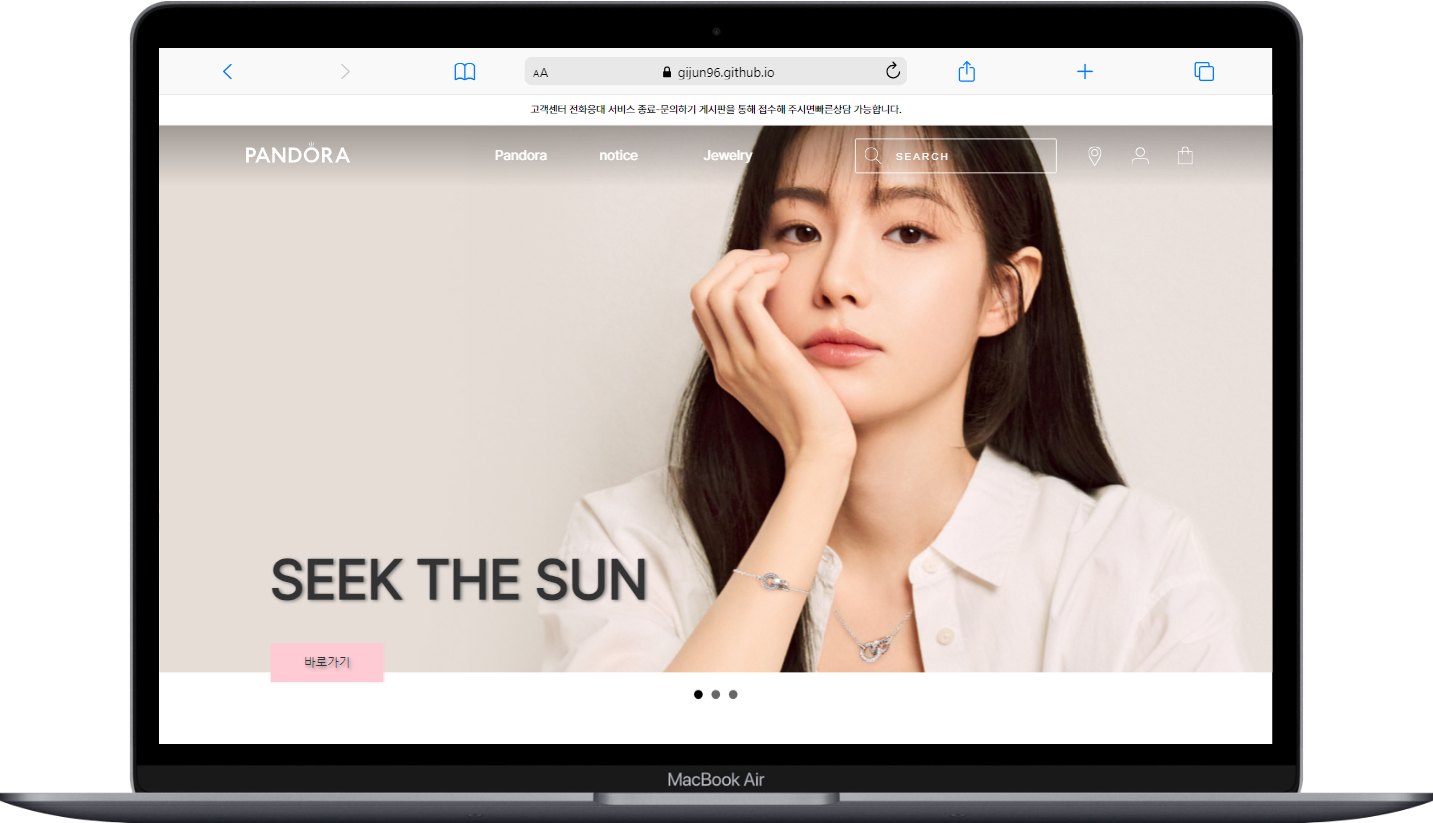 AA
gijun96.github.io
고객센터 전화응대 서비스 종료-문의하기 게시판을 통해 접수해 주시면빠른상담 가능합니다.
PANDÖRA
Pandora
notice
Jewelry
SEARCH
SEEK THE SUN
바로가기
MacBook Air